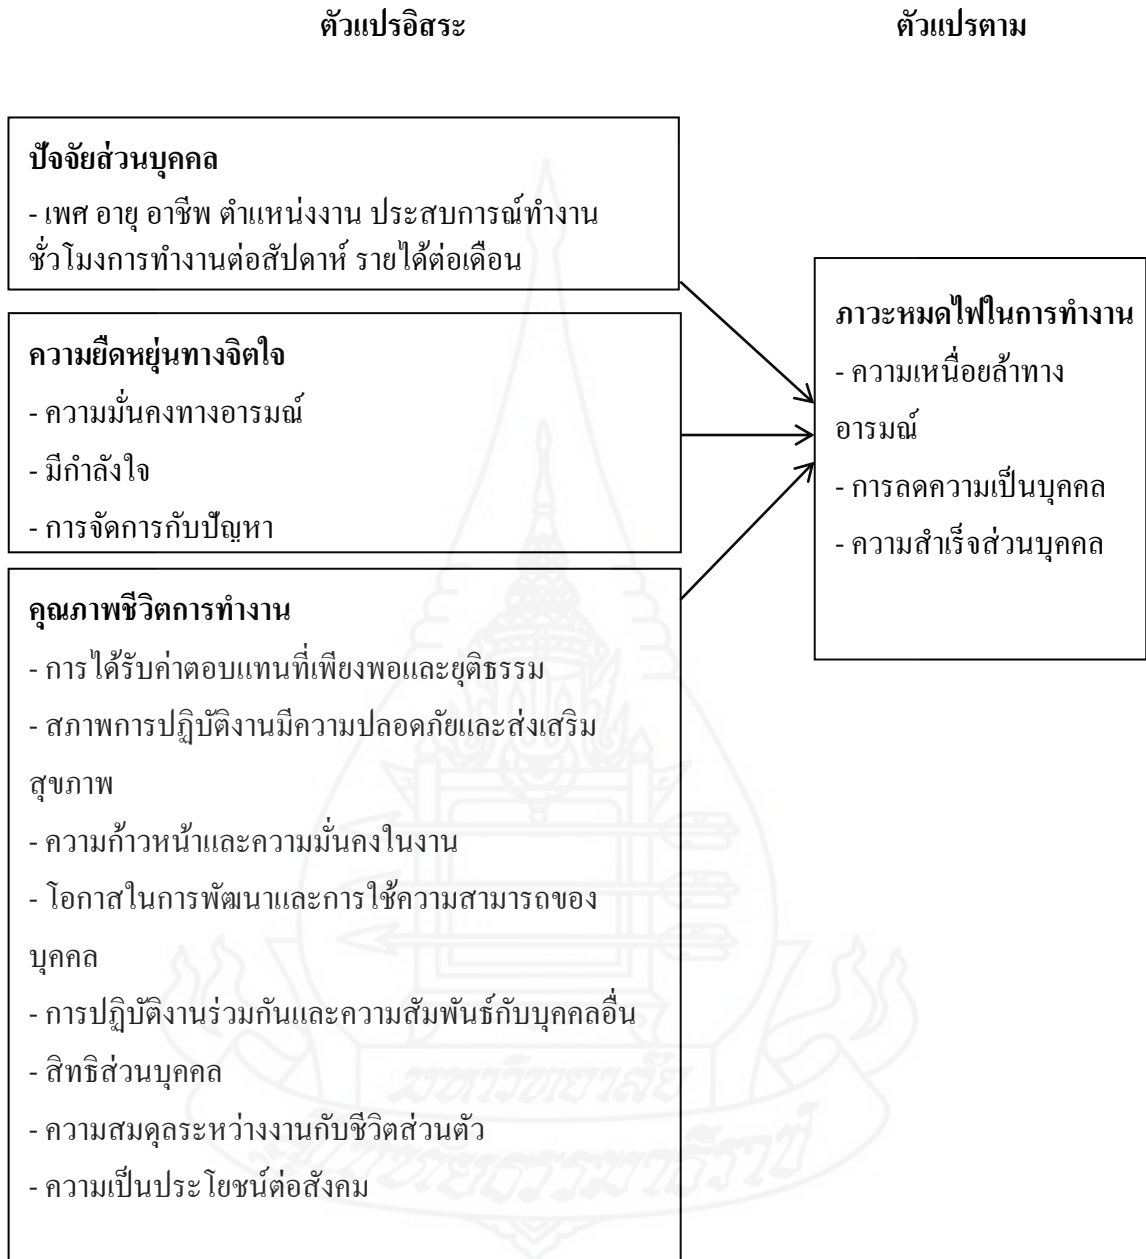 ตัวแปรอิสระ
ตัวแปรตาม
ปัจจัยส่วนบุคคล
- เพศ อายุ อาชีพ ตำแหน่งงาน ประสบการณ์ทำงาน
ชั่วโมงการทำงานต่อสัปดาห์ รายได้ต่อเดือน
ความยืดหยุ่นทางจิตใจ
- ความมั่นคงทางอารมณ์
- มีกำลังใจ
- การจัดการกับปัญหา
คุณภาพชีวิตการทำงาน
- การได้รับค่าตอบแทนที่เพียงพอและยุติธรรม
- สภาพการปฏิบัติงานมีความปลอดภัยและส่งเสริม
สุขภาพ
- ความก้าวหน้าและความมั่นคงในงาน
- โอกาสในการพัฒนาและการใช้ความสามารถของ
บุคคล
- การปฏิบัติงานร่วมกันและความสัมพันธ์กับบุคคลอื่น
- สิทธิส่วนบุคคล
- ความสมดุลระหว่างงานกับชีวิตส่วนตัว
- ความเป็นประโยชน์ต่อสังคม
ภาวะหมดไฟในการทำงาน
- ความเหนื่อยล้าทาง
อารมณ์
- การลดความเป็นบุคคล
- ความสำเร็จส่วนบุคคล
มหาวิทยาลัย
สุโขทัยธรรมาธิราช